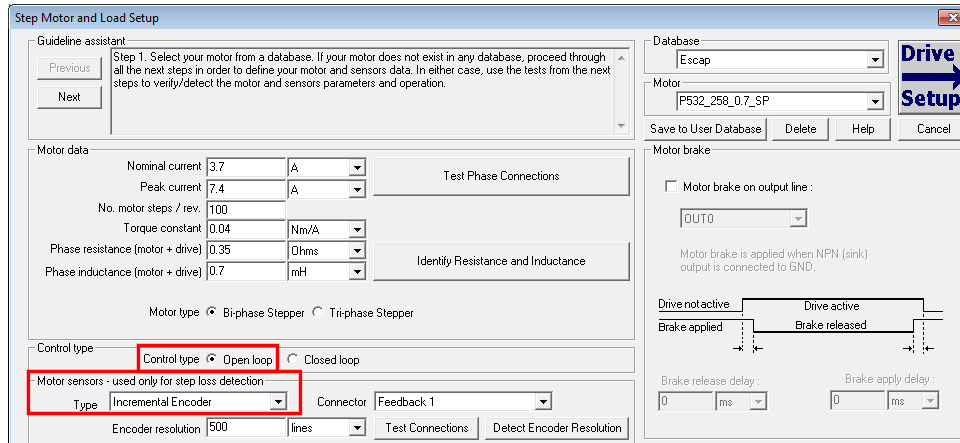 Step Motor and Load Setup
Guideline assistant
Previous
Next
Step 1. Select your motor from a database. If your motor does not exist in any database, proceed through
all the next steps in order to define your motor and sensors data. In either case, use the tests from the next
steps to verify/detect the motor and sensors parameters and operation.
Database
Escap
Motor
P532_258_0.7_SP
Drive
Setup
Save to User Database
Delete
Help
Cancel
Motor data
Nominal current 3.7 A
Peak current 7.4 A
No. motor steps / rev. 100
Torque constant 0.04 Nm/A
Phase resistance (motor + drive) 0.35 Ohms
Phase inductance (motor + drive) 0.7 mH
Test Phase Connections
Identify Resistance and Inductance
Motor type Bi-phase Stepper Tri-phase Stepper
Control type
Control type Open loop Closed loop
Motor sensors - used only for step loss detection
Type Incremental Encoder Connector Feedback 1
Encoder resolution 500 lines Test Connections Detect Encoder Resolution
Motor brake
Motor brake on output line :
OUT0
Motor brake is applied when NPN (sink)
output is connected to GND.
Drive not active Drive active
Brake applied Brake released
Brake release delay :
0 ms
Brake apply delay :
0 ms